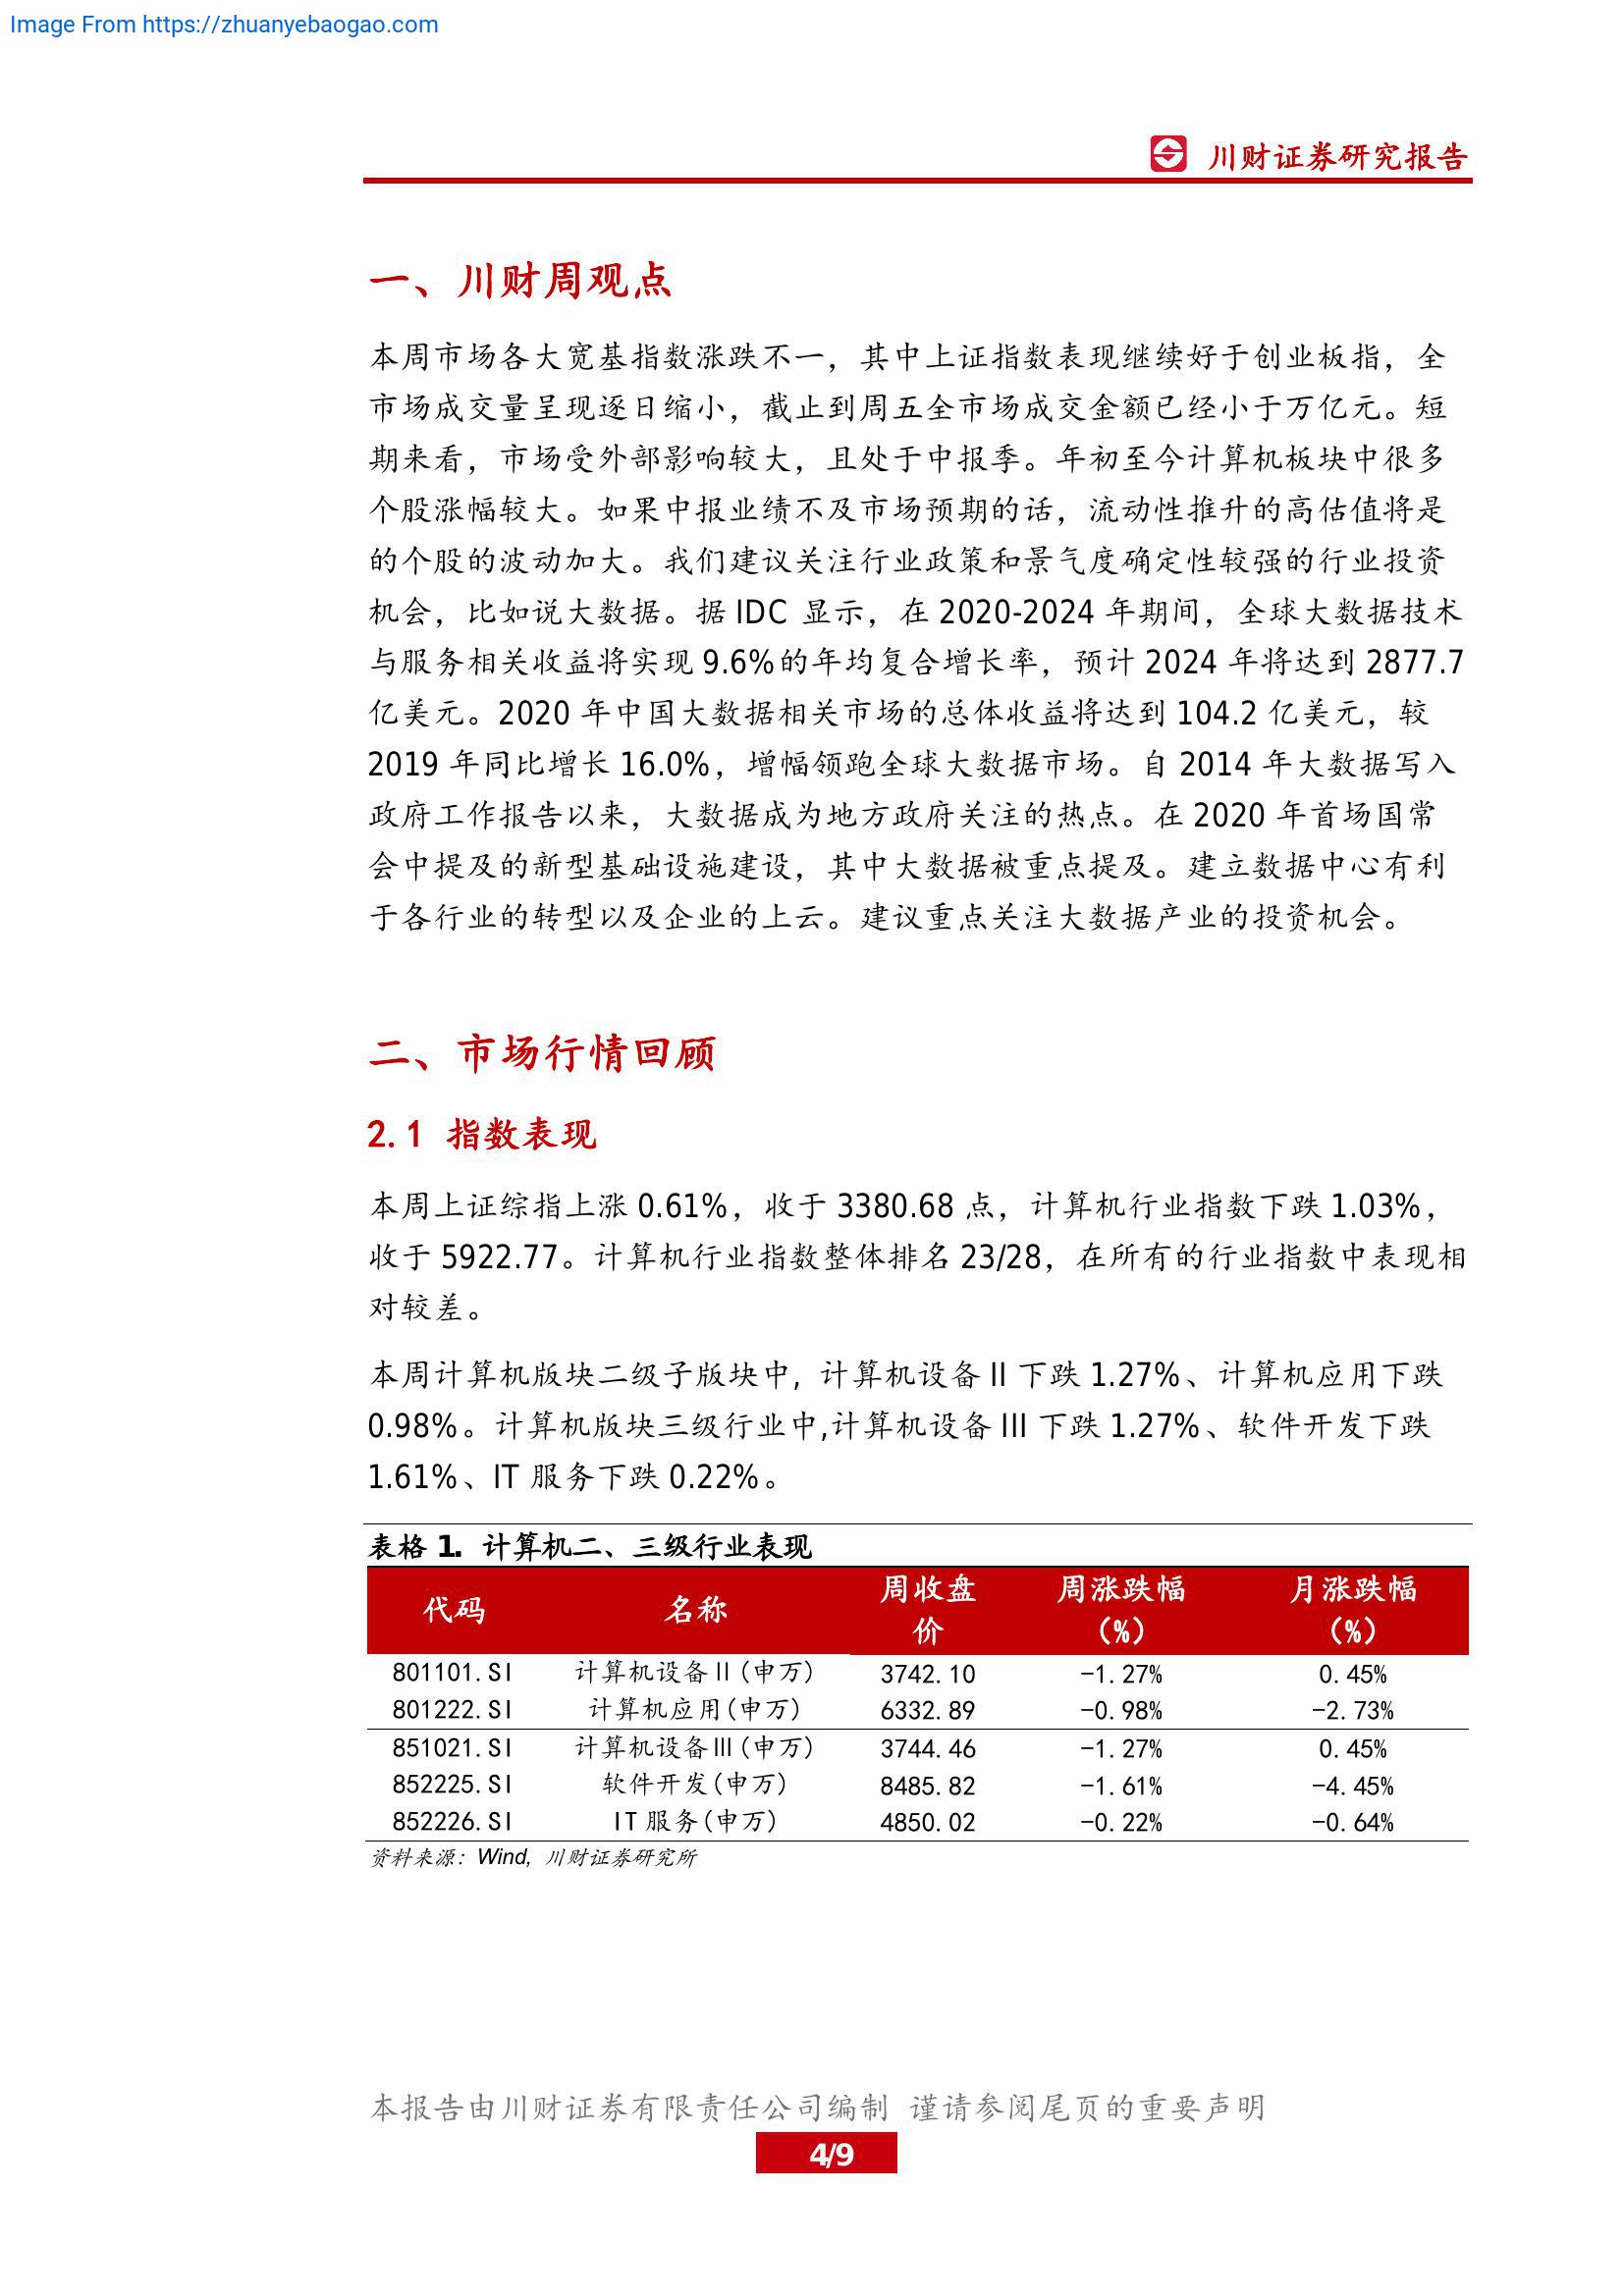 Image From https://zhuanyebaogao.com
川财证券研究报告
一、川财周观点
本周市场各大宽基指数涨跌不一，其中上证指数表现继续好于创业板指，全
市场成交量呈现逐日缩小，截止到周五全市场成交金额已经小于万亿元。短
期来看，市场受外部影响较大，且处于中报季。年初至今计算机板块中很多
个股涨幅较大。如果中报业绩不及市场预期的话，流动性推升的高估值将是
的个股的波动加大。我们建议关注行业政策和景气度确定性较强的行业投资
机会，比如说大数据。据 IDC 显示，在 2020-2024 年期间，全球大数据技术
与服务相关收益将实现 9.6%的年均复合增长率，预计 2024 年将达到 2877.7
亿美元。2020 年中国大数据相关市场的总体收益将达到 104.2 亿美元，较
2019 年同比增长 16.0%，增幅领跑全球大数据市场。自 2014 年大数据写入
政府工作报告以来，大数据成为地方政府关注的热点。在 2020 年首场国常
会中提及的新型基础设施建设，其中大数据被重点提及。建立数据中心有利
于各行业的转型以及企业的上云。建议重点关注大数据产业的投资机会。
二、市场行情回顾
2.1 指数表现
本周上证综指上涨 0.61%，收于 3380.68 点，计算机行业指数下跌 1.03%，
收于 5922.77。计算机行业指数整体排名 23/28，在所有的行业指数中表现相
对较差。
本周计算机版块二级子版块中, 计算机设备 II 下跌 1.27%、计算机应用下跌
0.98%。计算机版块三级行业中,计算机设备 III 下跌 1.27%、软件开发下跌
1.61%、IT 服务下跌 0.22%。
表格 1. 计算机二、三级行业表现
代码 名称 周收盘价 周涨跌幅（%） 月涨跌幅（%）
801101.SI 计算机设备Ⅱ(申万) 3742.10 -1.27% 0.45%
801222.SI 计算机应用(申万) 6332.89 -0.98% -2.73%
851021.SI 计算机设备Ⅲ(申万) 3744.46 -1.27% 0.45%
852225.SI 软件开发(申万) 8485.82 -1.61% -4.45%
852226.SI IT服务(申万) 4850.02 -0.22% -0.64%
资料来源：Wind, 川财证券研究所
本报告由川财证券有限责任公司编制 谨请参阅尾页的重要声明
4/9